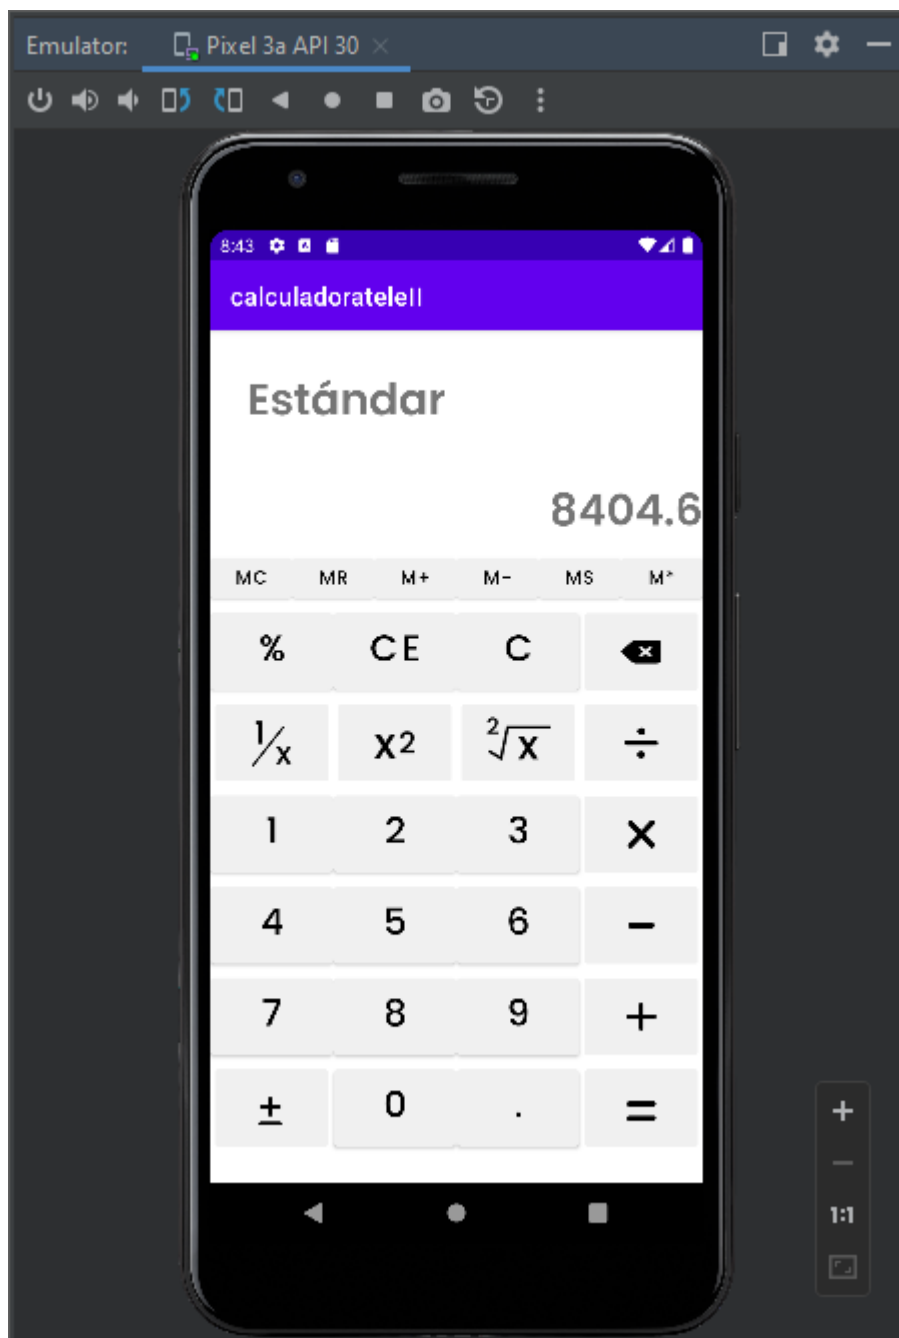 Emulator: Pixel 3a API 30
8:43
calculadoratelell
Estándar
8404.6
MC MR M+ M- MS M^
% CE C
1/x x2 2√x ÷
1 2 3 ×
4 5 6 −
7 8 9 +
± 0 . =
1:1